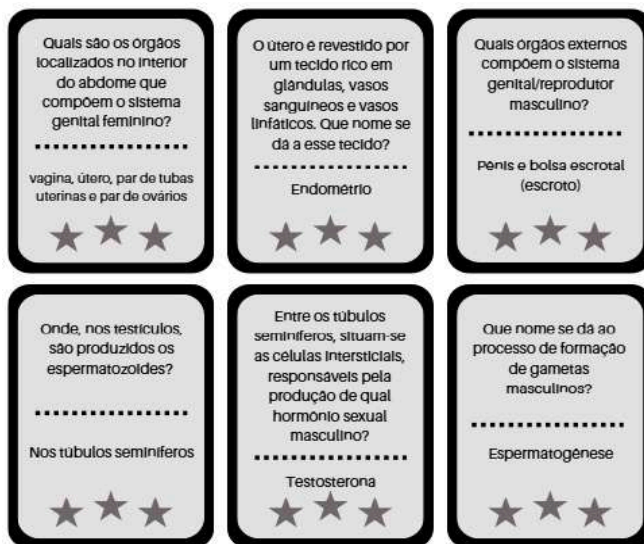 Quais são os órgãos
localizados no interior
do abdome que
compõem o sistema
genital feminino?
vagina, útero, par de tubas
uterinas e par de ovários
O útero é revestido por
um tecido rico em
glândulas, vasos
sanguíneos e vasos
linfáticos. Que nome se
dá a esse tecido?
Endométrio
Quais órgãos externos
compõem o sistema
genital/reprodutor
masculino?
Pênis e bolsa escrotal
(escroto)
Onde, nos testículos,
são produzidos os
espermatozoides?
Nos túbulos seminíferos
Entre os túbulos
seminíferos, situam-se
as células intersticiais,
responsáveis pela
produção de qual
hormônio sexual
masculino?
Testosterona
Que nome se dá ao
processo de formação
de gametas
masculinos?
Espermatogênese